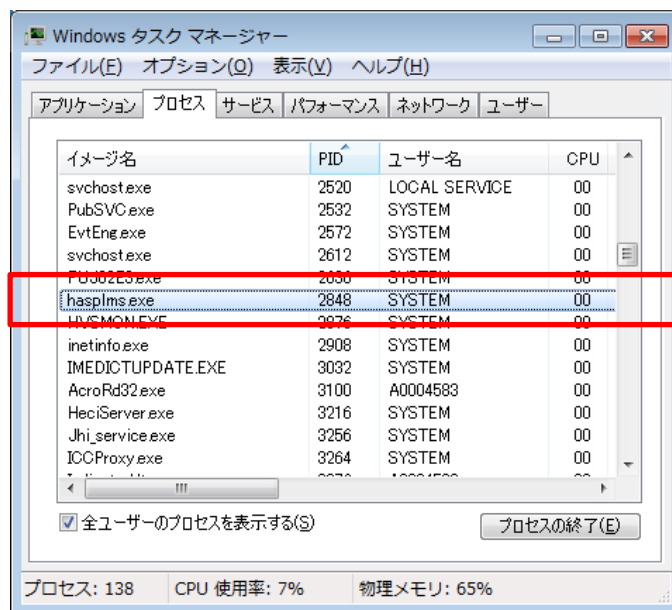 Windows タスク マネージャー
ファイル(F) オプション(O) 表示(V) ヘルプ(H)
アプリケーション プロセス サービス パフォーマンス ネットワーク ユーザー
イメージ名 PID ユーザー名 CPU
svchost.exe 2520 LOCAL SERVICE 00
PubSVC.exe 2532 SYSTEM 00
EvtEng.exe 2572 SYSTEM 00
svchost.exe 2612 SYSTEM 00
SYSTEM 00
hasplms.exe 2848 SYSTEM 00
HVSMON.EXE 2876 SYSTEM 00
inetinfo.exe 2908 SYSTEM 00
IMEDICTUPDATE.EXE 3032 SYSTEM 00
AcroRd32.exe 3100 A0004583 00
HeciServer.exe 3216 SYSTEM 00
Jhi_service.exe 3256 SYSTEM 00
ICCProxy.exe 3264 SYSTEM 00
全ユーザーのプロセスを表示する(S) プロセスの終了(E)
プロセス: 138 CPU 使用率: 7% 物理メモリ: 65%